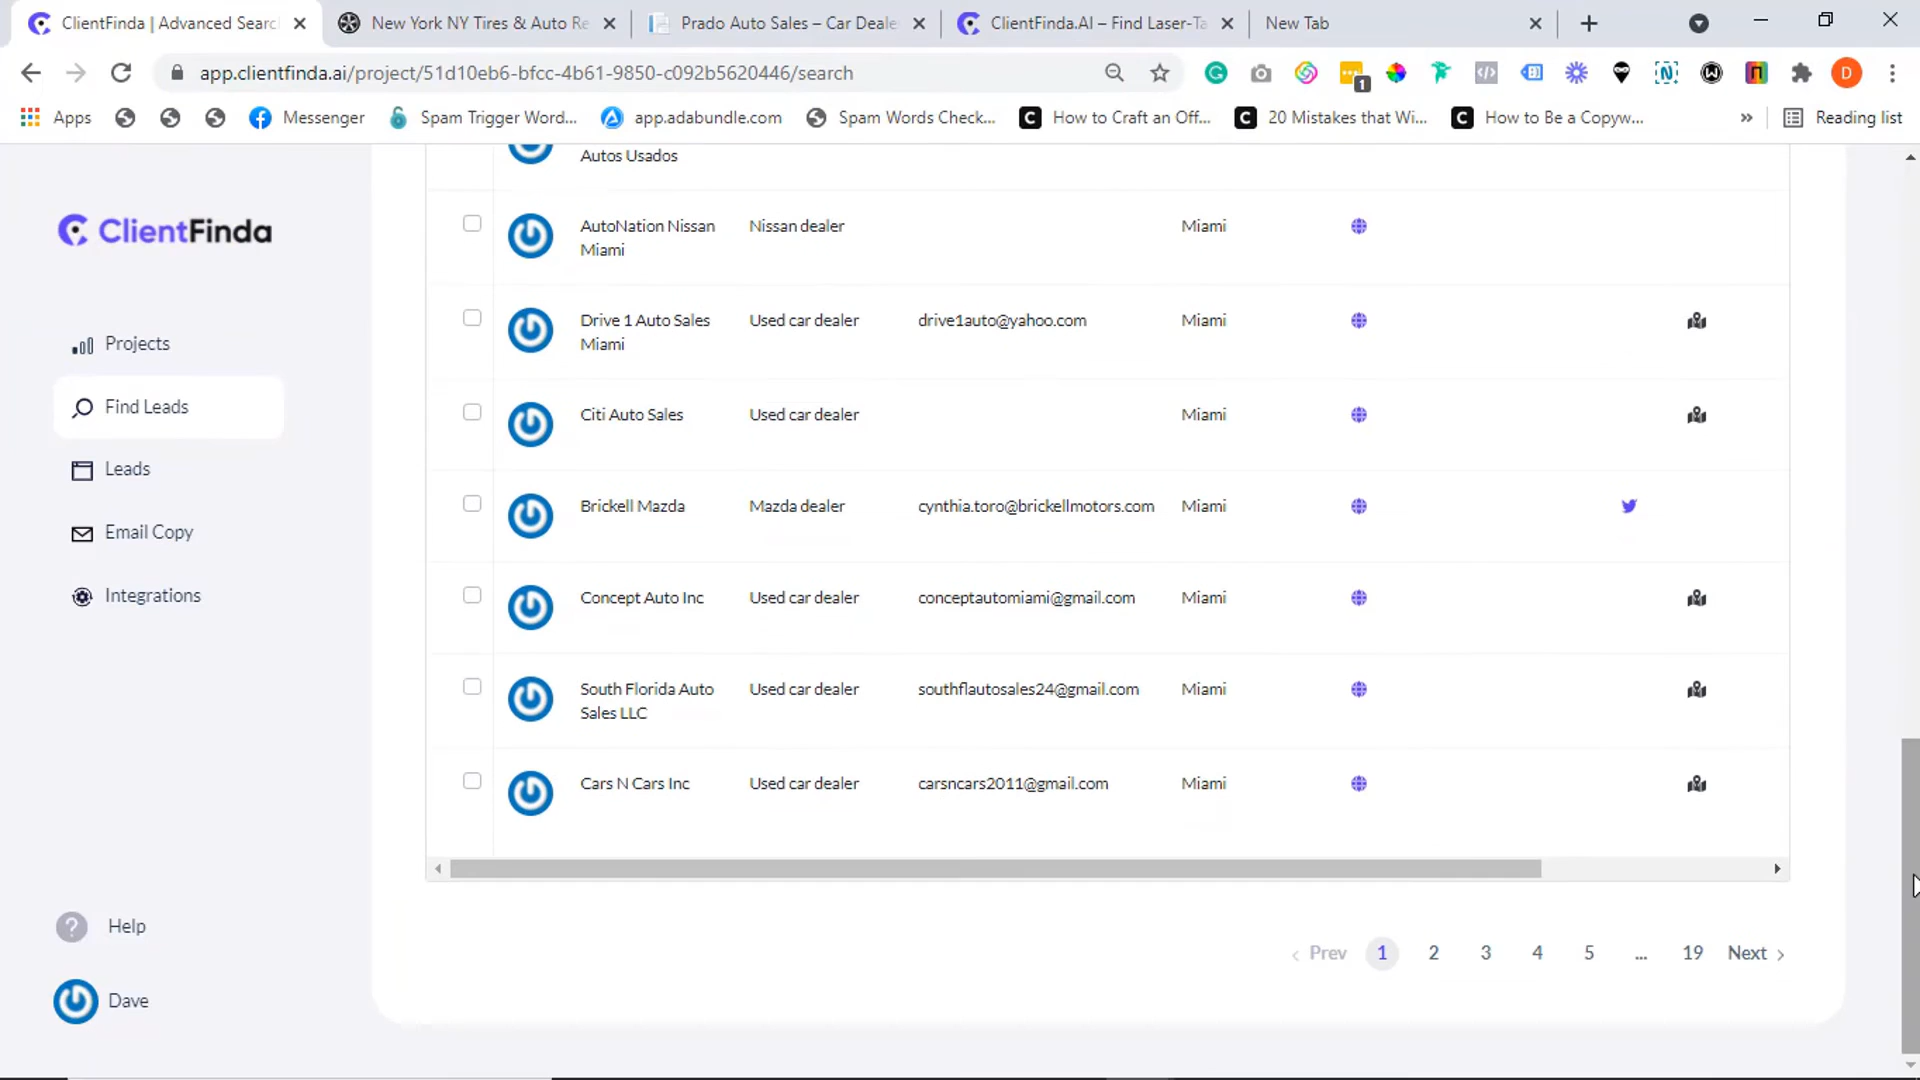 ClientFinda | Advanced Searc
New York NY Tires & Auto Re
Prado Auto Sales – Car Deale
ClientFinda.AI – Find Laser-Ta
New Tab
app.clientfinda.ai/project/51d10eb6-bfcc-4b61-9850-c092b5620446/search
1
D
Apps
Messenger
Spam Trigger Word...
app.adabundle.com
Spam Words Check...
How to Craft an Off...
20 Mistakes that Wi...
How to Be a Copyw...
»
Reading list
ClientFinda
Projects
Find Leads
Leads
Email Copy
Integrations
Help
Dave
Autos Usados
AutoNation Nissan
Miami
Nissan dealer
Miami
Drive 1 Auto Sales
Miami
Used car dealer
drive1auto@yahoo.com
Miami
Citi Auto Sales
Used car dealer
Miami
Brickell Mazda
Mazda dealer
cynthia.toro@brickellmotors.com
Miami
Concept Auto Inc
Used car dealer
conceptautomiami@gmail.com
Miami
South Florida Auto
Sales LLC
Used car dealer
southflautosales24@gmail.com
Miami
Cars N Cars Inc
Used car dealer
carsncars2011@gmail.com
Miami
‹ Prev 1 2 3 4 5 ... 19 Next ›